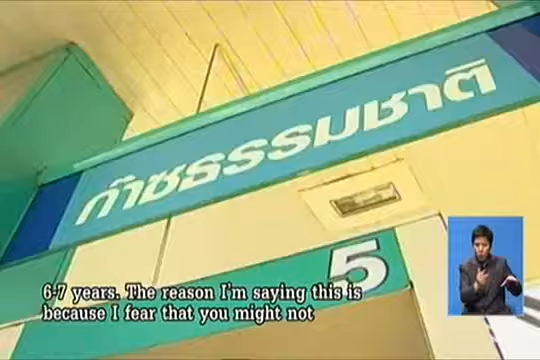 ก๊าซธรรมชาติ
5
6-7 years. The reason I'm saying this is
because I fear that you might not